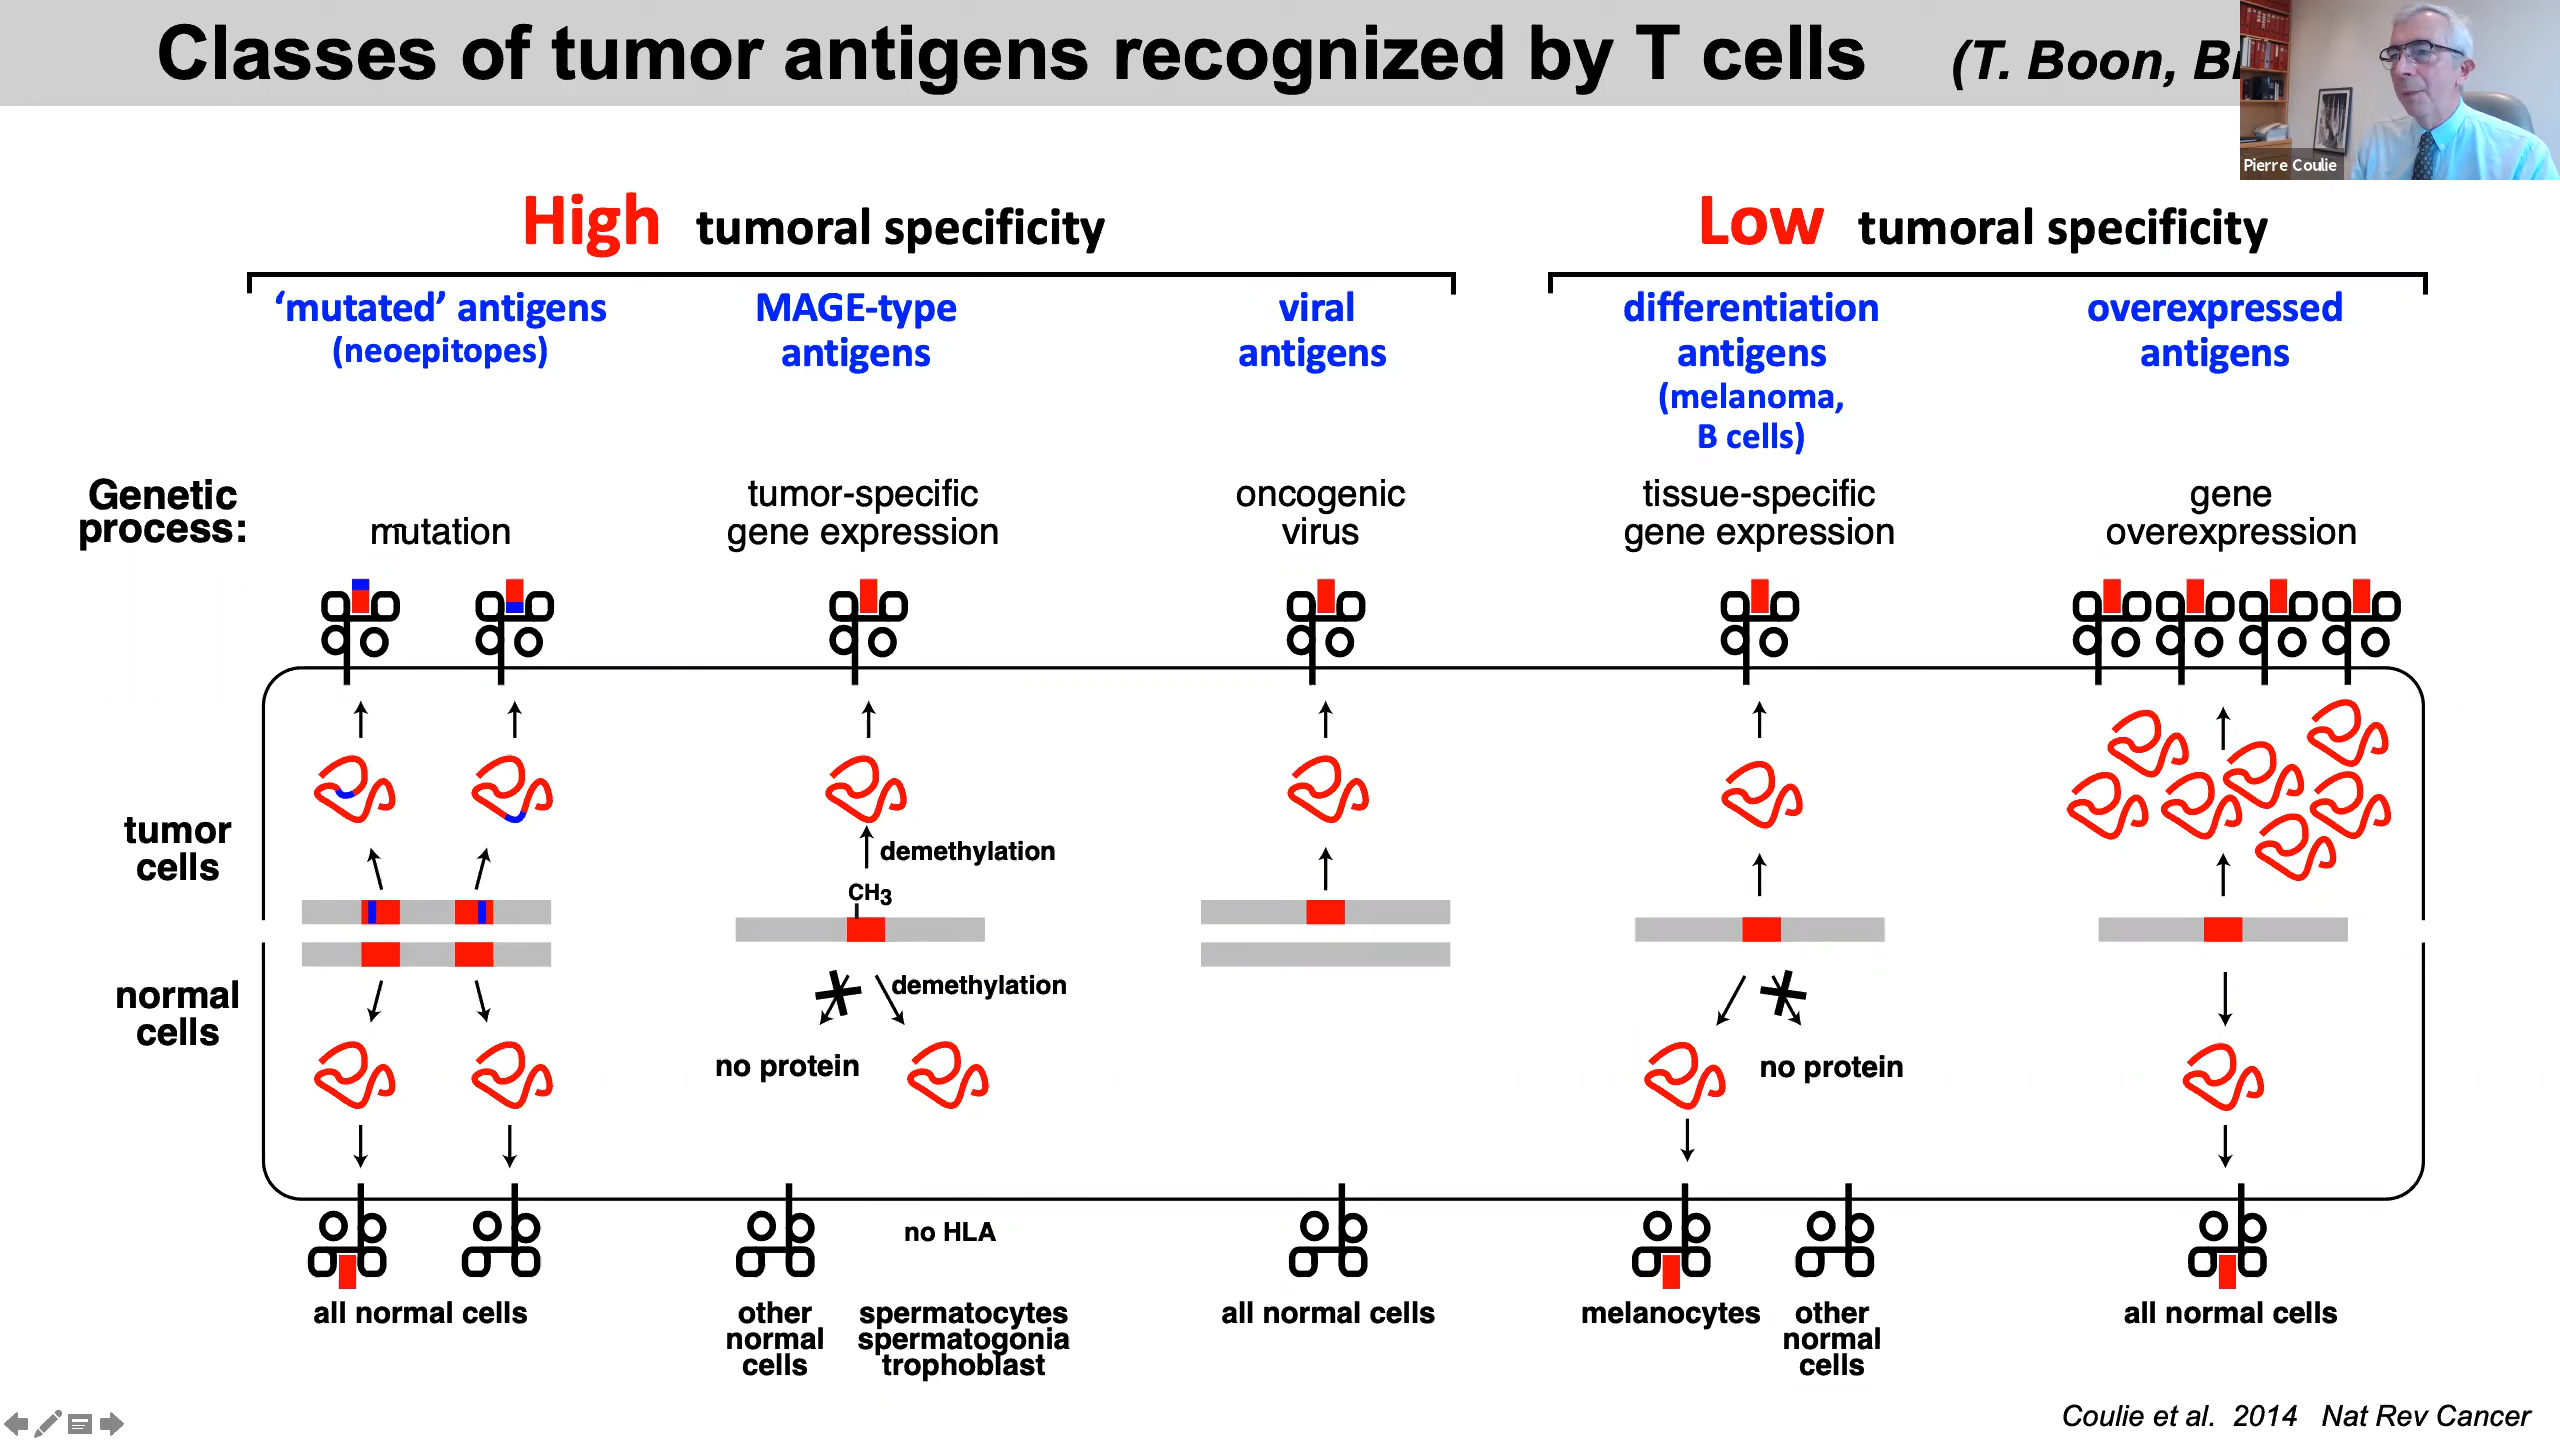 Classes of tumor antigens recognized by T cells (T. Boon,
Pierre Coulie
High tumoral specificity
Low tumoral specificity
‘mutated’ antigens
(neoepitopes)
MAGE-type
antigens
viral
antigens
differentiation
antigens
(melanoma,
B cells)
overexpressed
antigens
Genetic
process:
mutation
tumor-specific
gene expression
oncogenic
virus
tissue-specific
gene expression
gene
overexpression
tumor
cells
demethylation
CH3
normal
cells
demethylation
no protein
no protein
no HLA
all normal cells
other
normal
cells
spermatocytes
spermatogonia
trophoblast
all normal cells
melanocytes
other
normal
cells
all normal cells
Coulie et al. 2014 Nat Rev Cancer